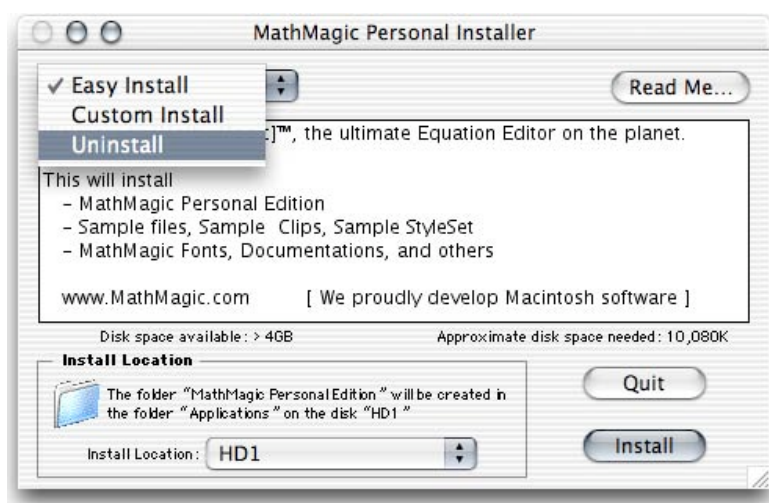 MathMagic Personal Installer
✓ Easy Install
Custom Install
Uninstall
Read Me...
]™, the ultimate Equation Editor on the planet.
This will install
– MathMagic Personal Edition
– Sample files, Sample Clips, Sample StyleSet
– MathMagic Fonts, Documentations, and others
www.MathMagic.com [ We proudly develop Macintosh software ]
Disk space available: > 4GB Approximate disk space needed: 10,080K
Install Location
The folder "MathMagic Personal Edition" will be created in
the folder "Applications" on the disk "HD1"
Install Location: HD1
Quit
Install